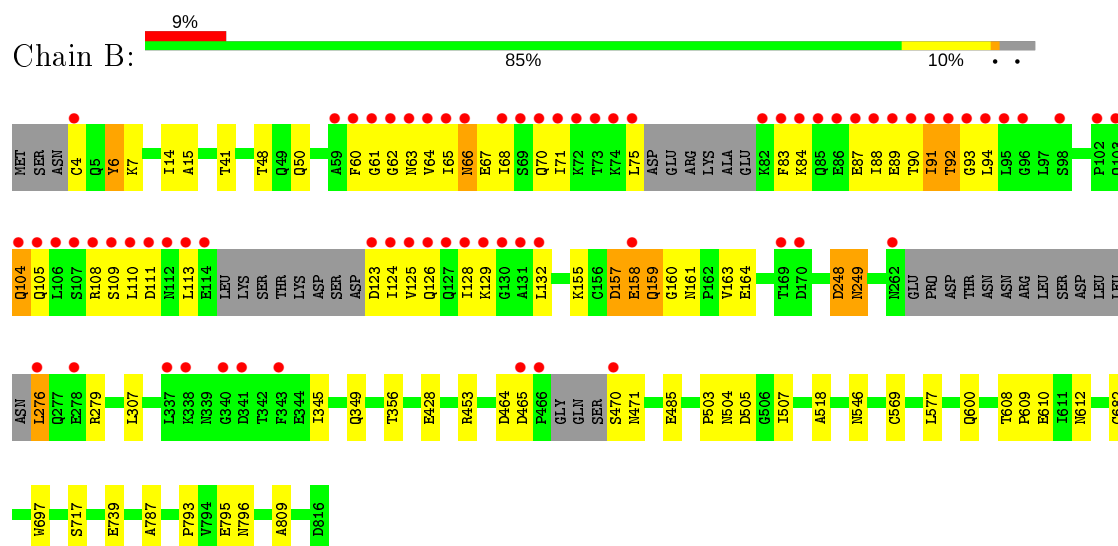 9%
Chain B:
85%
10%
MET SER ASN C4 Q5 Y6 K7 I14 A15 T41 T48 Q49 Q50 A59 F60 G61 G62 N63 V64 I65 N66 E67 I68 S69 Q70 I71 K72 T73 K74 L75 ASP GLU ARG LYS ALA GLU K82 F83 K84 Q85 E86 E87 I88 E89 T90 I91 T92 G93 L94 L95 G96 L97 S98 P102 Q103
Q104 Q105 L106 S107 R108 S109 L110 D111 N112 L113 E114 LEU LYS SER THR LYS ASP SER ASP D123 I124 V125 Q126 Q127 I128 K129 G130 A131 L132 K155 C156 D157 E158 Q159 G160 N161 P162 V163 E164 T169 D170 D248 N249 N262 GLU PRO ASP THR ASN ASN ARG LEU SER ASP LEU LEU
ASN L276 Q277 E278 R279 L307 L337 K338 N339 G340 D341 T342 F343 E344 I345 Q349 T356 E428 R453 D464 D465 P466 GLY GLN SER S470 N471 E485 P503 N504 D505 G506 I507 A518 N546 C569 L577 Q600 T608 P609 E610 I611 N612
W697 S717 E739 A787 P793 V794 E795 N796 A809 D816